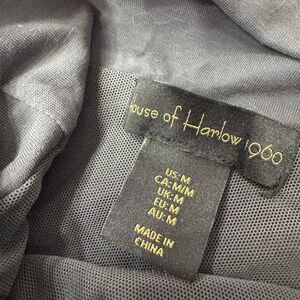 ouse of Harlow 1960
US: M
CA: M/M
UK: M
EU: M
AU: M
MADE IN
CHINA